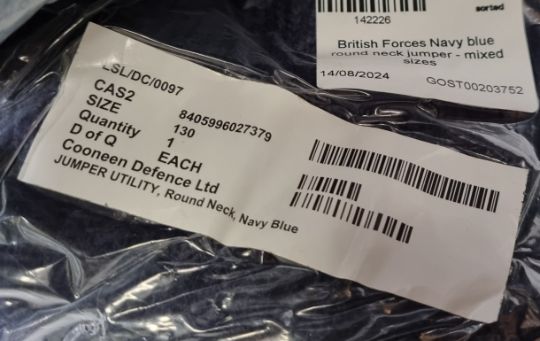 142226
sorted
British Forces Navy blue
round neck jumper - mixed
sizes
14/08/2024 GOST00203752
LSL/DC/0097
CAS2 8405996027379
SIZE 130
Quantity 1
D of Q EACH
Cooneen Defence Ltd
JUMPER UTILITY, Round Neck, Navy Blue